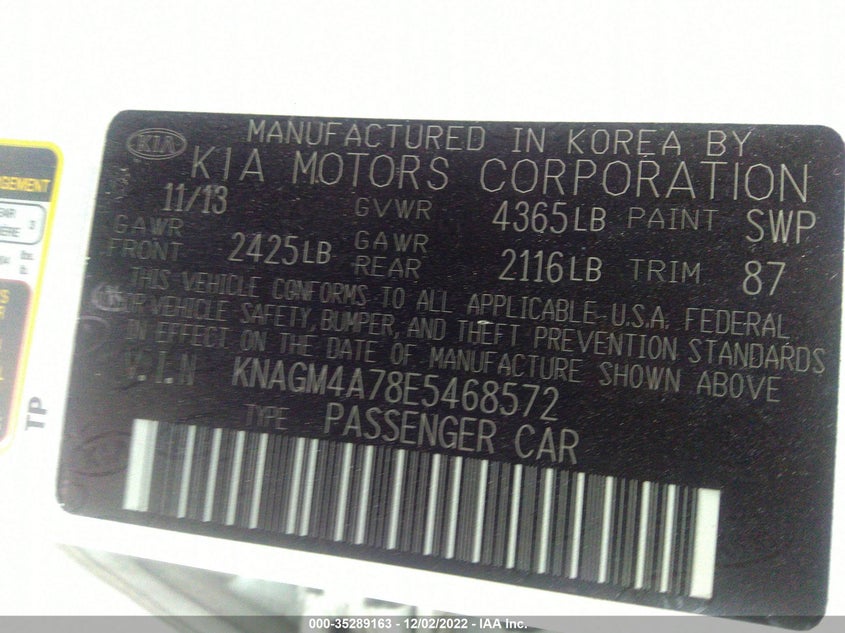 KIA
MANUFACTURED IN KOREA BY
KIA MOTORS CORPORATION
11/13 GVWR 4365LB PAINT SWP
GAWR FRONT 2425LB GAWR REAR 2116LB TRIM 87
THIS VEHICLE CONFORMS TO ALL APPLICABLE U.S.A. FEDERAL
MOTOR VEHICLE SAFETY, BUMPER, AND THEFT PREVENTION STANDARDS
IN EFFECT ON THE DATE OF MANUFACTURE SHOWN ABOVE
V.I.N KNAGM4A78E5468572
TYPE PASSENGER CAR
TP
000-35289163 - 12/02/2022 - IAA Inc.